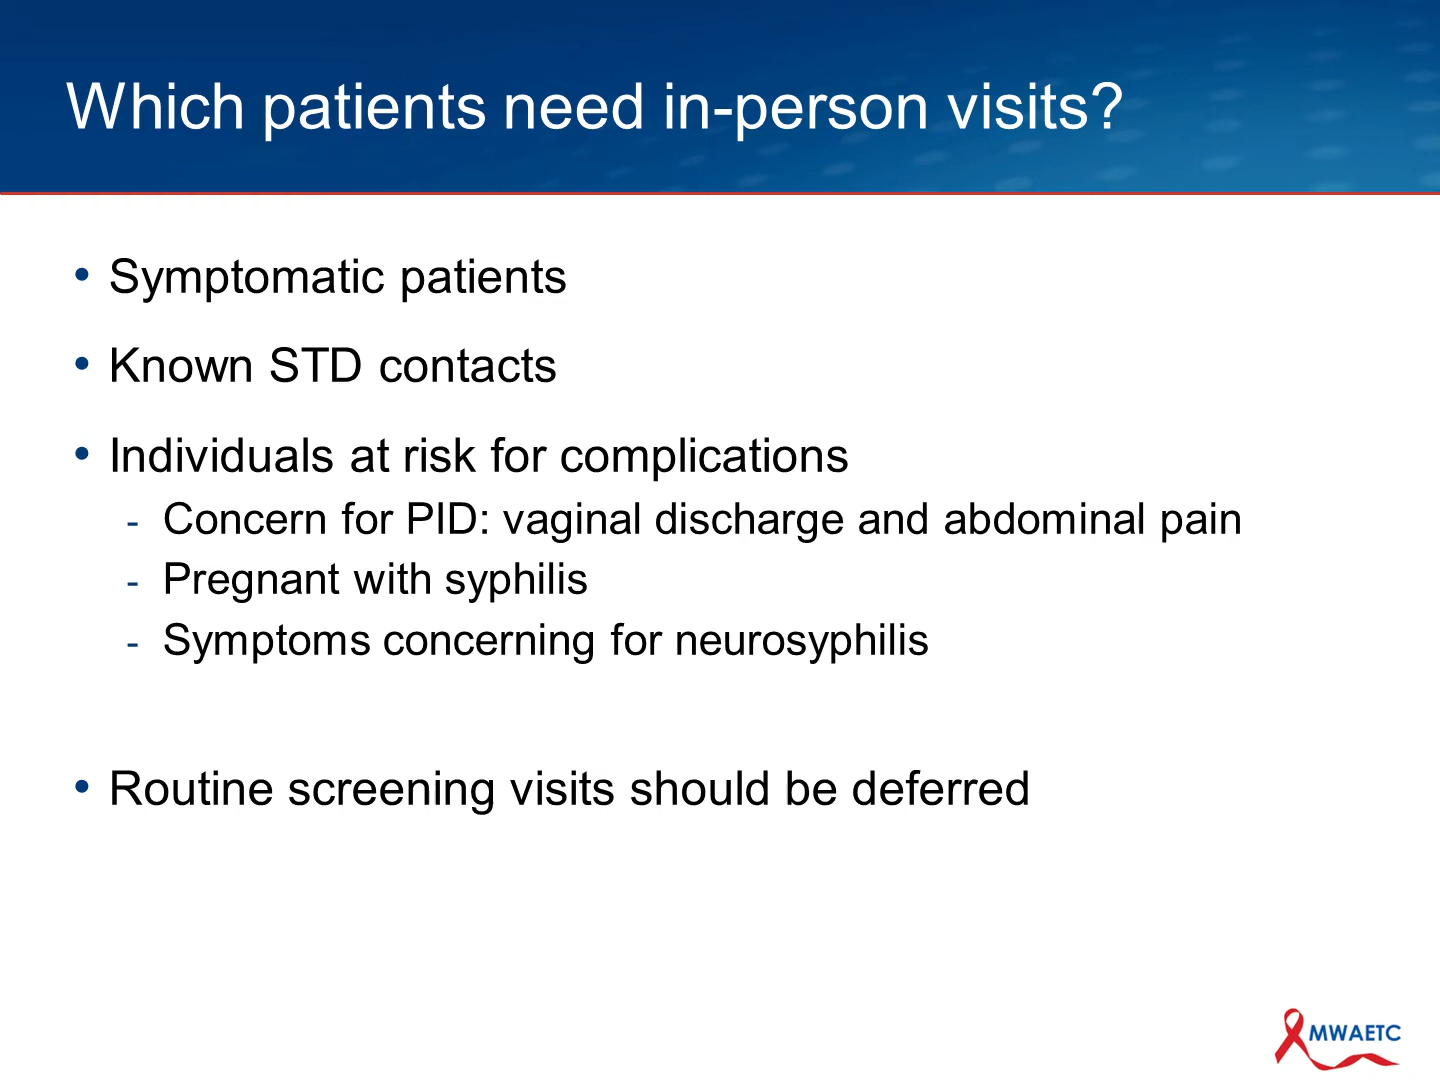 Which patients need in-person visits?
• Symptomatic patients
• Known STD contacts
• Individuals at risk for complications
- Concern for PID: vaginal discharge and abdominal pain
- Pregnant with syphilis
- Symptoms concerning for neurosyphilis
• Routine screening visits should be deferred
MWAETC